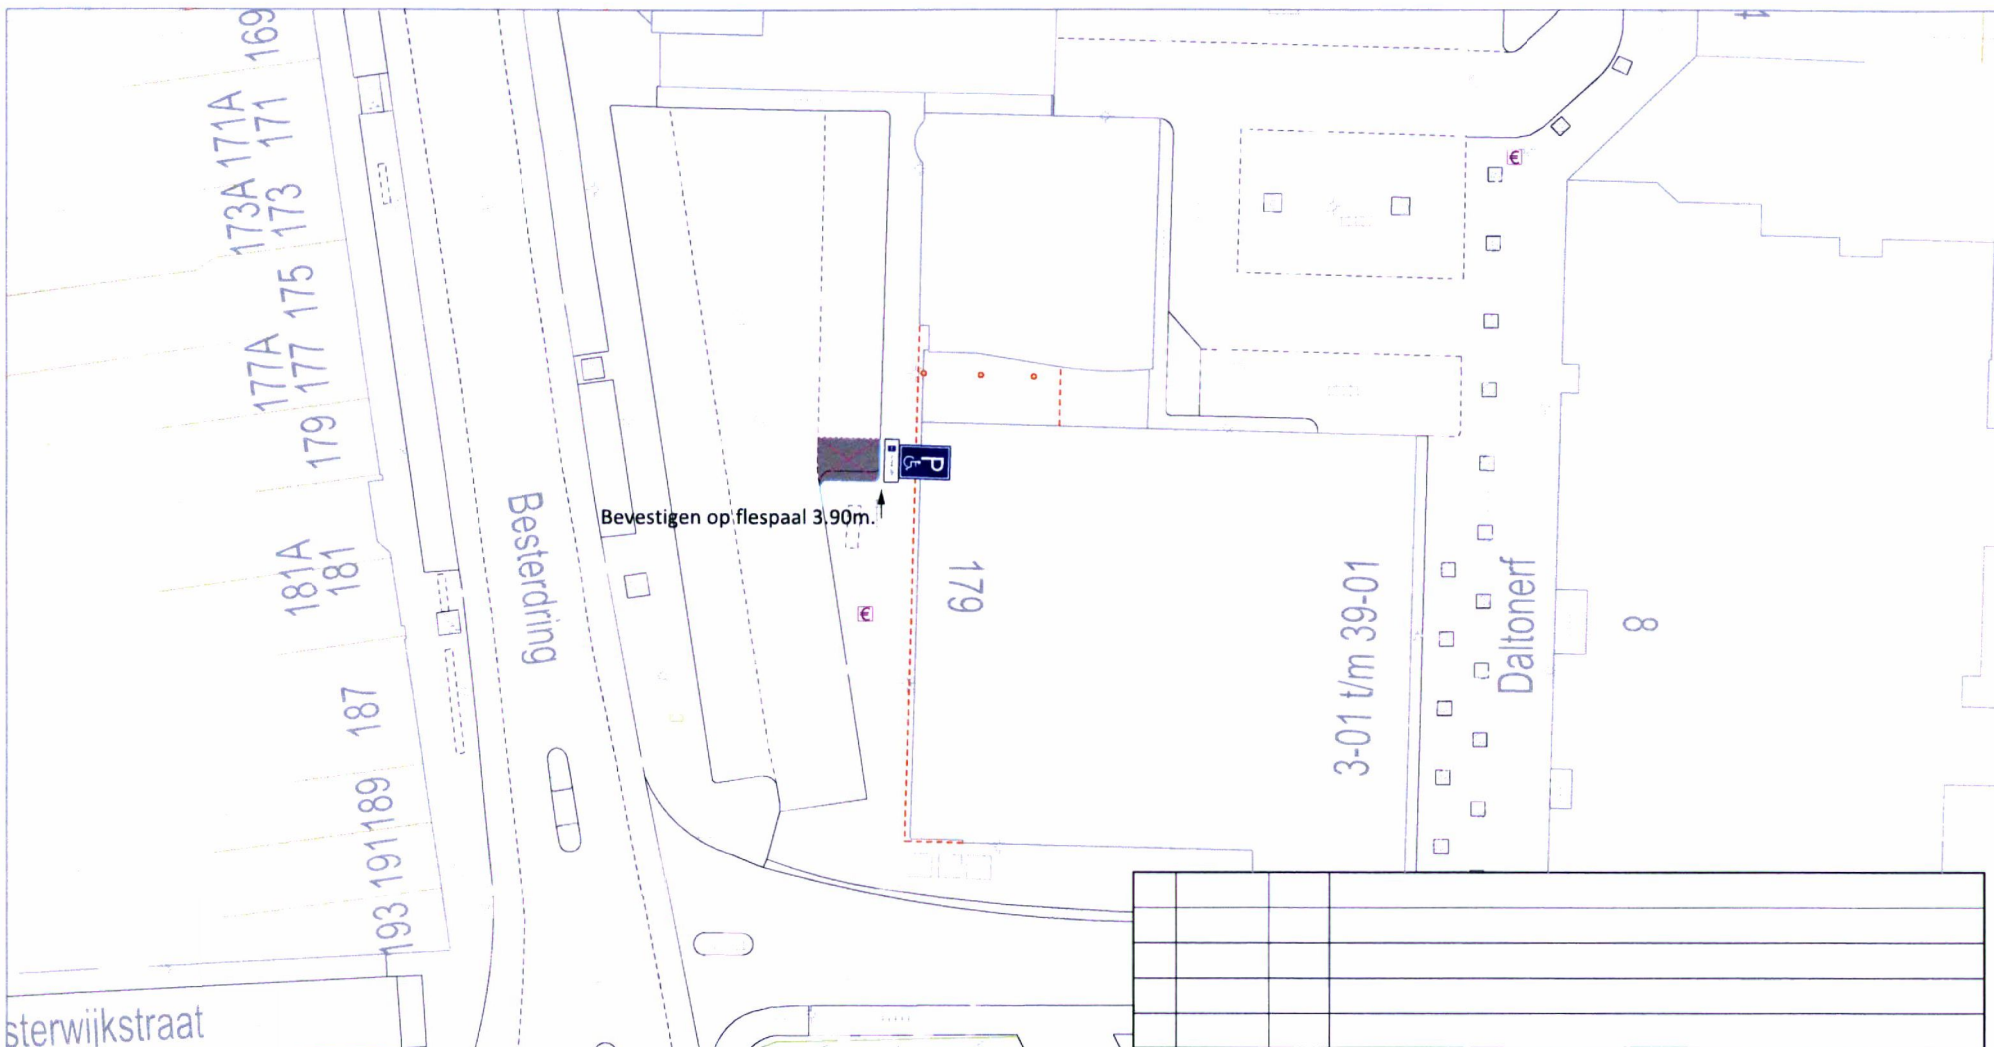 169
171A
171
173A
173
175
177A
177
179
181A
181
187
189
191
193
Besterdring
P
Bevestigen op flespaal 3.90m.
€
€
179
3-01 t/m 39-01
Daltonerf
8
sterwijkstraat